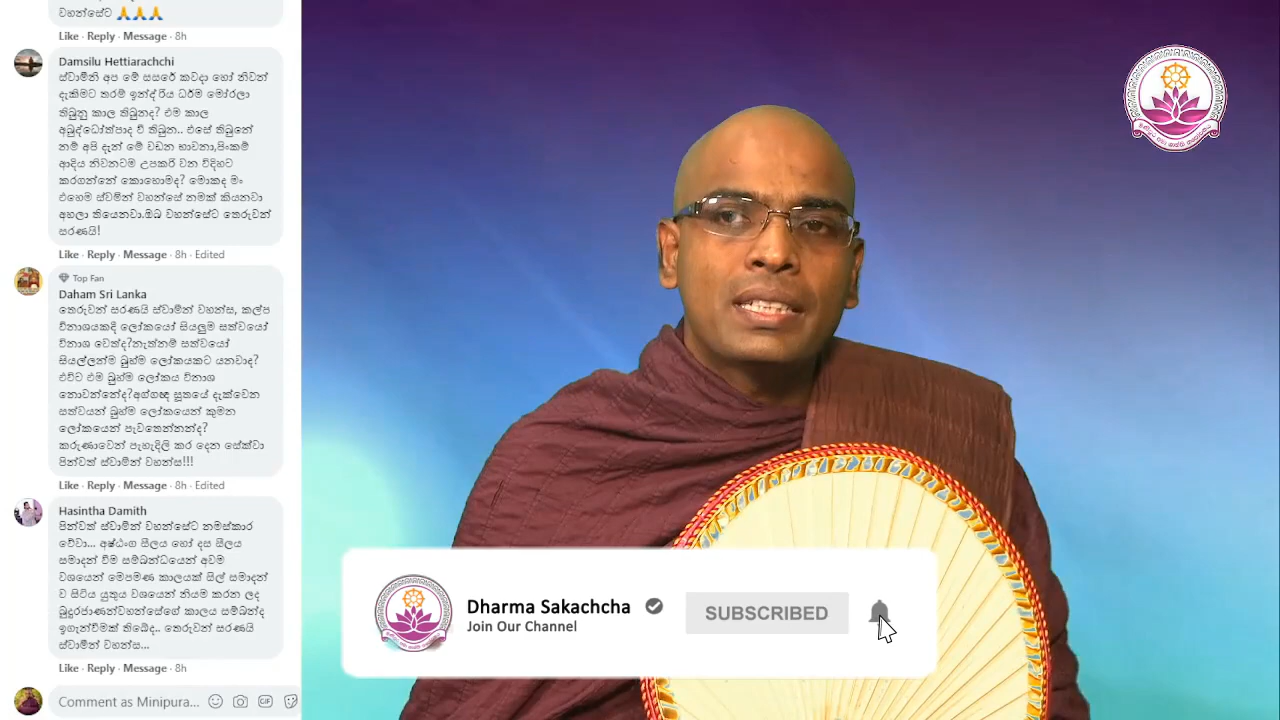 වහන්සේට 🙏🙏🙏
Like · Reply · Message · 8h
Damsilu Hettiarachchi
ස්වාමීනි අප මේ සසරේ කවදා හෝ නිවන්
දැකිමට තරම් ඉන්ද්‍රිය ධර්ම මෝරලා
තිබුනු කාල තිබුනද? එම කාල
අබුද්ධෝත්පාද වී තිබුන.. එසේ තිබුනේ
නම් අපි දැන් මේ වඩන භාවනා,පිංකම්
ආදිය නිවනටම උපකරී වන විදිහට
කරගන්නේ කොහොමද? මොකද මං
එහෙම ස්වමින් වහන්සේ නමක් කියනවා
අහලා තියෙනවා.ඔබ වහන්සේට තෙරුවන්
සරණයි!
Like · Reply · Message · 8h · Edited
Top Fan
Daham Sri Lanka
තෙරුවන් සරණයි ස්වාමින් වහන්ස, කල්ප
විනාශයකදී ලෝකයෝ සියලුම සත්වයෝ
විනාශ වෙත්ද?නැත්නම් සත්වයෝ
සියල්ලන්ම බ්‍රහ්ම ලෝකයකට යනවාද?
එවිට එම බ්‍රහ්ම ලෝකය විනාශ
නොවන්නේද?අග්ගඤ සූතයේ දැක්වෙන
සත්වයන් බ්‍රහ්ම ලෝකයෙන් කුමන
ලෝකයෙන් පැවතෙන්නන්ද?
කරුණාවෙන් පැහැදිලි කර දෙන සේක්වා
පින්වත් ස්වාමින් වහන්ස!!!
Like · Reply · Message · 8h · Edited
Hasintha Damith
පින්වත් ස්වාමින් වහන්සේට නමස්කාර
වේවා... අෂ්ඨංග සීලය හෝ දස සීලය
සමාදන් වීම සම්බන්ධයෙන් අවම
වශයෙන් මෙපමණ කාලයක් සිල් සමාදන්
ව සිටිය යුතුය වශයෙන් නියම කරන ලද
බුදුරජාණන්වහන්සේගේ කාලය සම්බන්ද
ඉගැන්වීමක් තිබේද.. තෙරුවන් සරණයි
ස්වාමින් වහන්ස...
Like · Reply · Message · 8h
Comment as Minipura...
GIF
Dharma Sakachcha
Join Our Channel
SUBSCRIBED